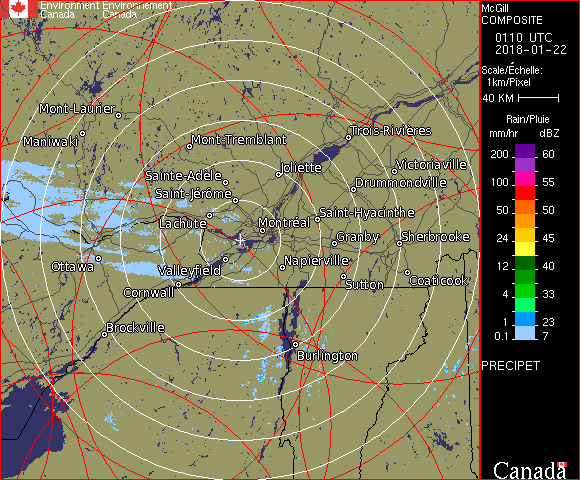 Environment Environnement
Canada Canada
McGill
COMPOSITE
0110 UTC
2018-01-22
Scale/Échelle:
1km/Pixel
40 KM
Rain/Pluie
mm/hr dBZ
200 60
100 55
50 50
24 45
12 40
4 33
1 23
0.1 7
PRECIPET
Canada
Mont-Laurier
Maniwaki
Mont-Tremblant
Trois-Rivières
Sainte-Adèle
Joliette
Victoriaville
Saint-Jérôme
Drummondville
Lachute
Montréal
Saint-Hyacinthe
Granby
Sherbrooke
Ottawa
Valleyfield
Napierville
Cornwall
Sutton
Coaticook
Brockville
Burlington